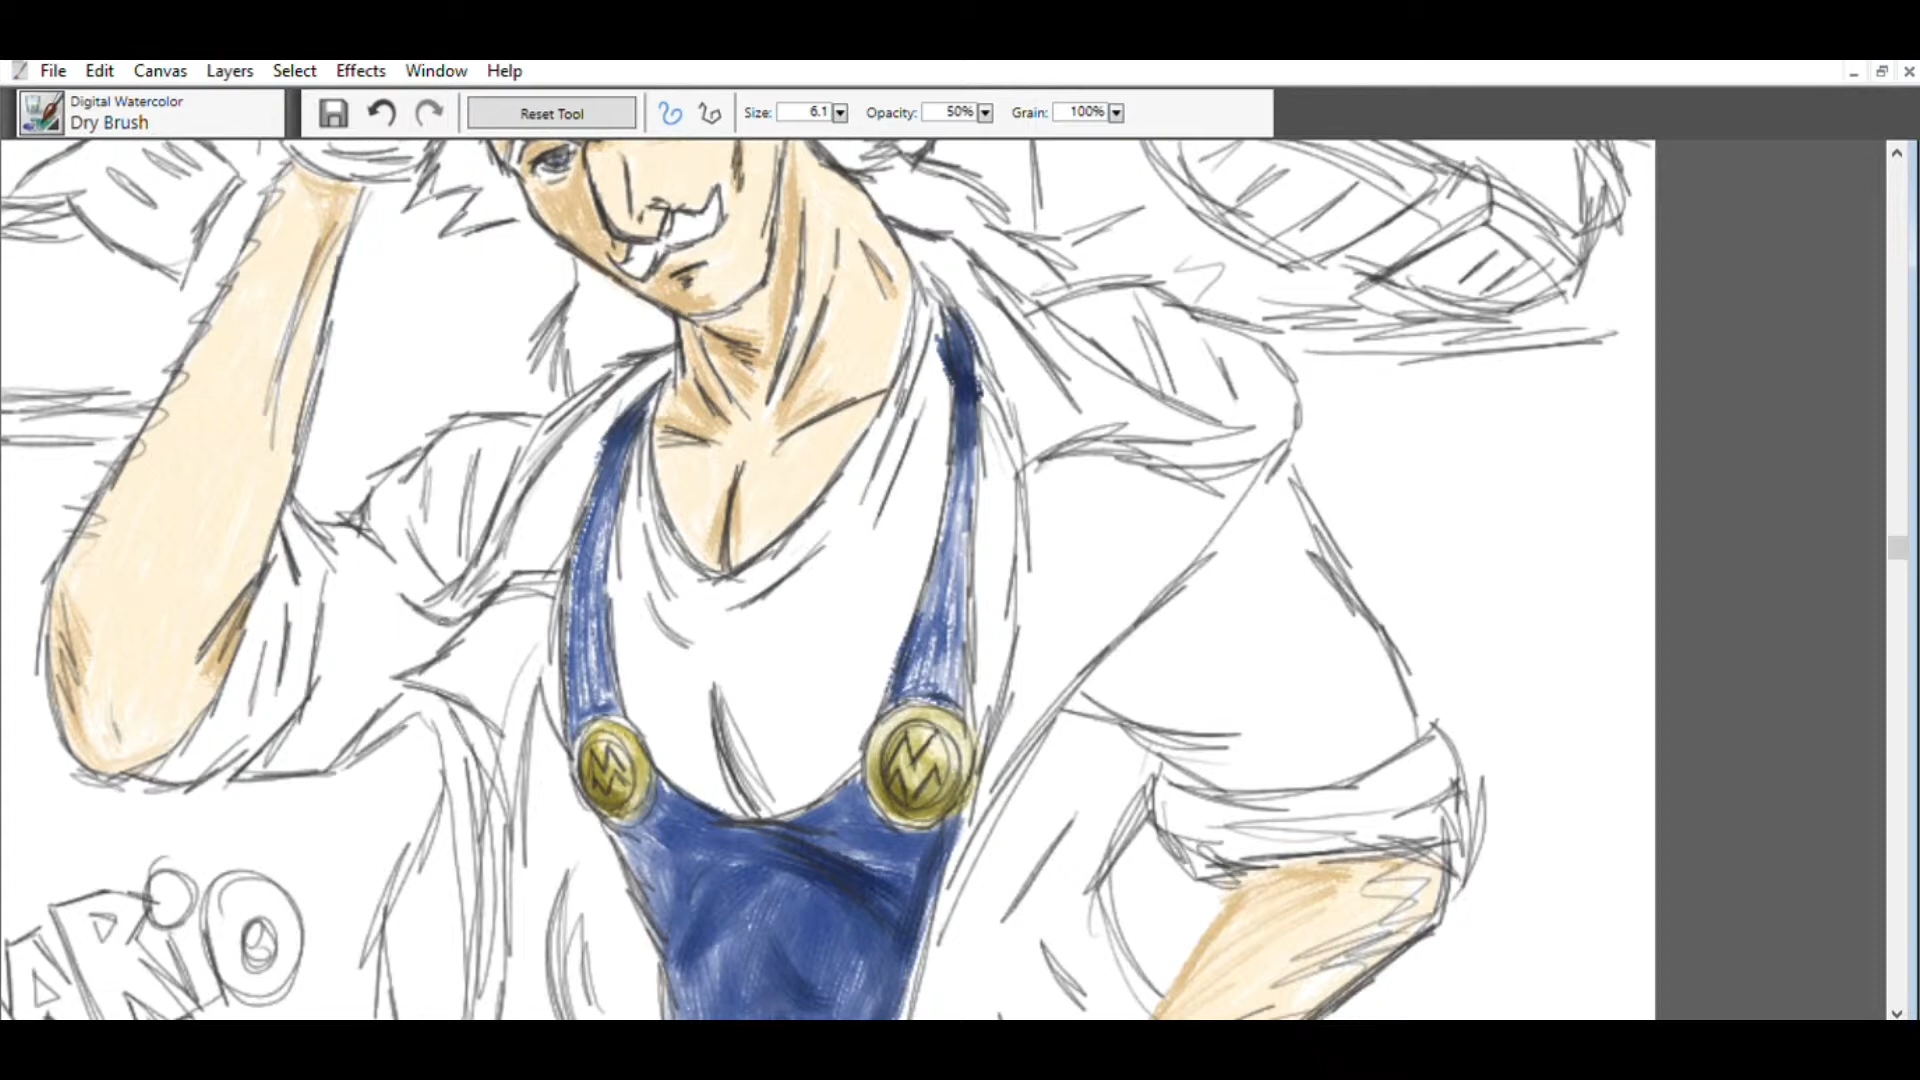 File Edit Canvas Layers Select Effects Window Help
Digital Watercolor
Dry Brush
Reset Tool
Size: 6.1
Opacity: 50%
Grain: 100%
M
M
ARiO